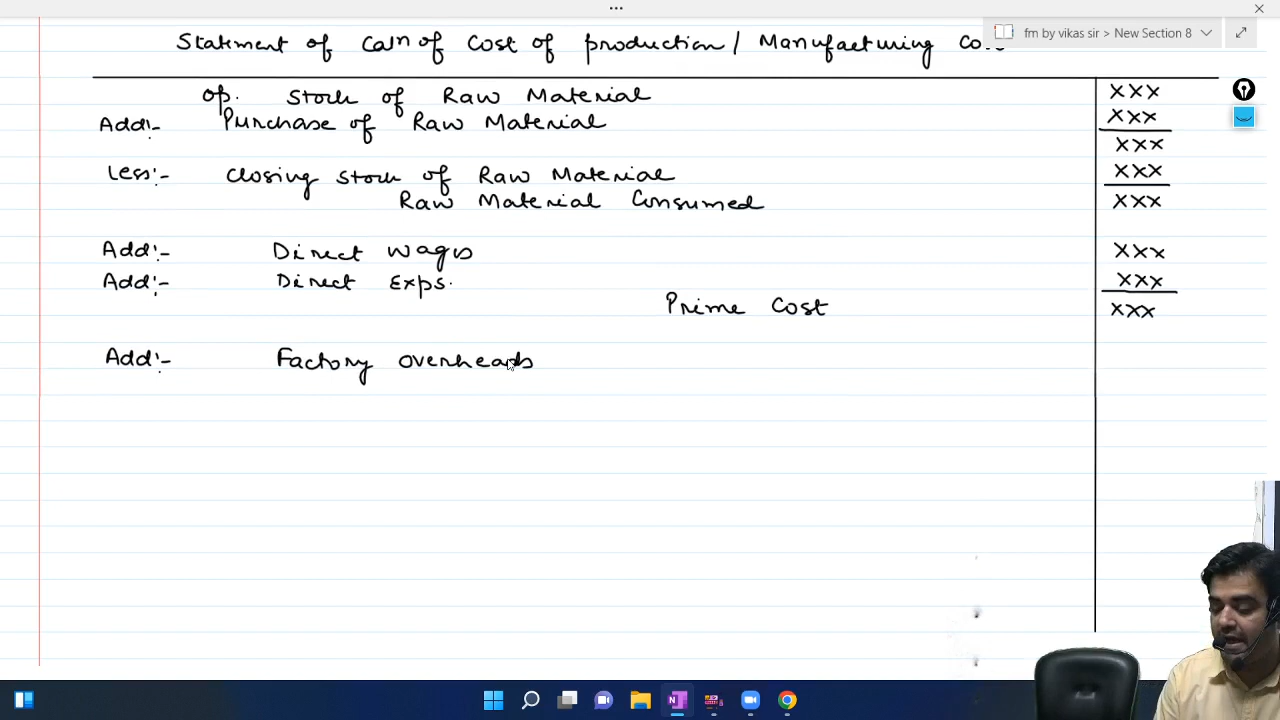 ...
fm by vikas sir > New Section 8
Statement of Caln of Cost of production / Manufacturing
op. Stock of Raw Material xxx
Add:- Purchase of Raw Material xxx
xxx
Less:- Closing Stock of Raw Material xxx
Raw Material Consumed xxx
Add:- Direct wages xxx
Add:- Direct Exps. xxx
Prime Cost xxx
Add:- Factory overheads